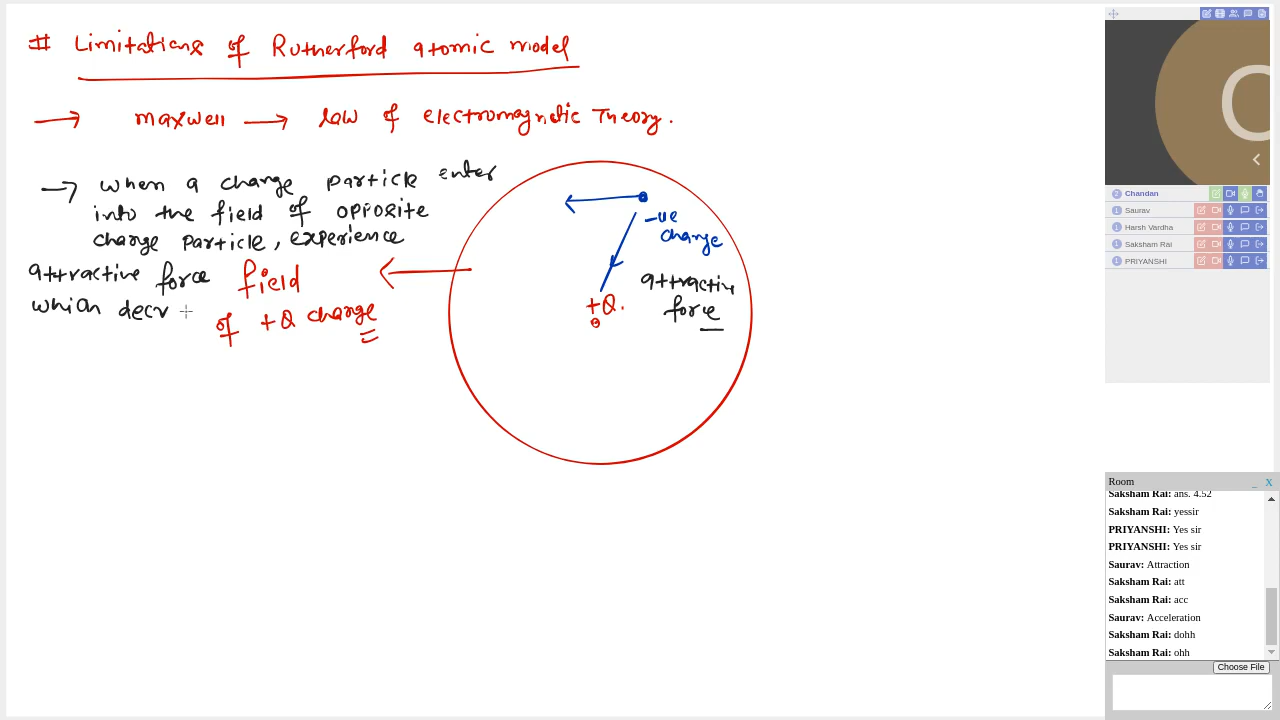 # Limitations of Rutherford atomic model
→ maxwell → law of electromagnetic Theory.
→ when a charge particle enter
into the field of opposite
charge particle, experience
attractive force
which decr
field
of +Q charge
-ve
charge
attractive
force
+Q.
C
Chandan
Saurav
Harsh Vardha
Saksham Rai
PRIYANSHI
Room _ X
Saksham Rai: ans. 4.52
Saksham Rai: yessir
PRIYANSHI: Yes sir
PRIYANSHI: Yes sir
Saurav: Attraction
Saksham Rai: att
Saksham Rai: acc
Saurav: Acceleration
Saksham Rai: dohh
Saksham Rai: ohh
Choose File